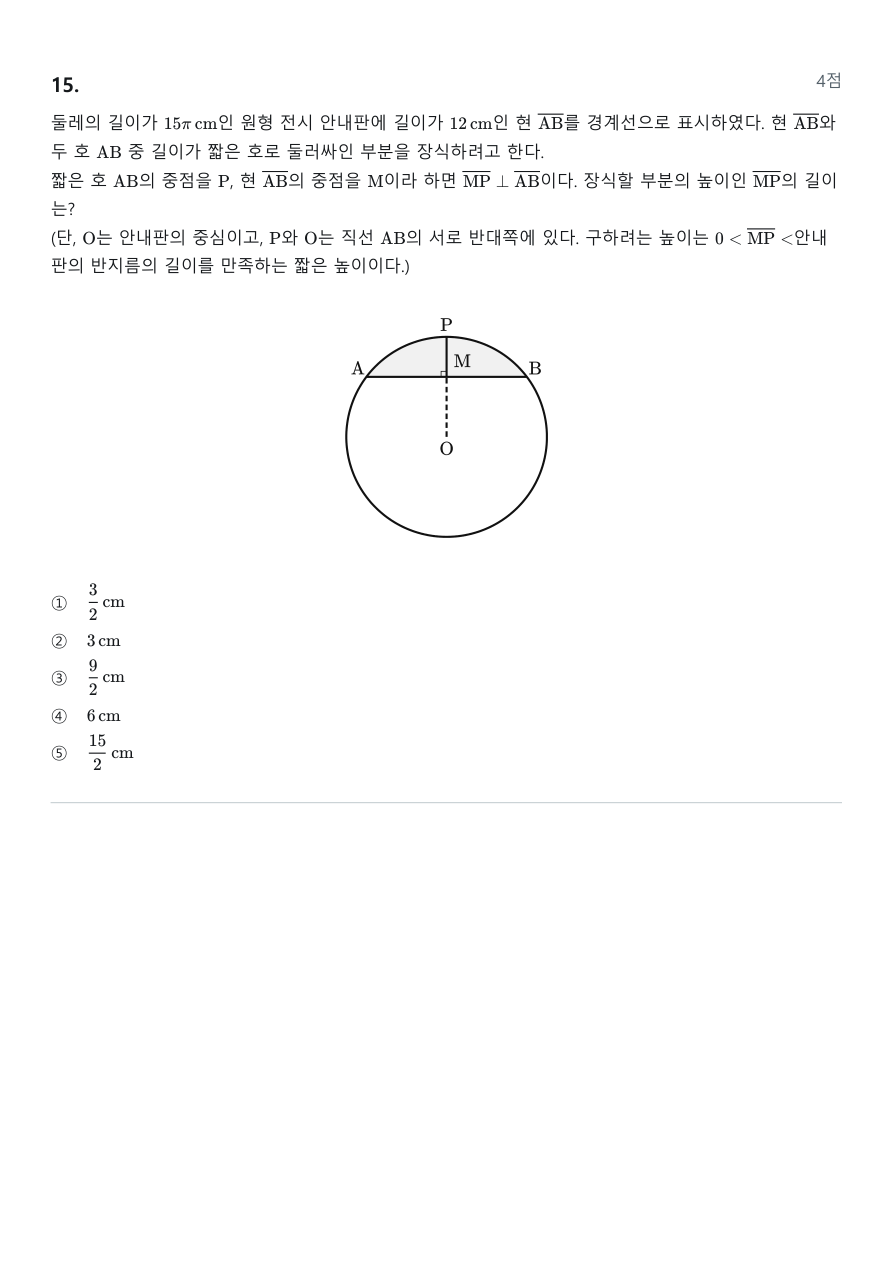 15.
4점
둘레의 길이가 15π cm인 원형 전시 안내판에 길이가 12 cm인 현 A͞B를 경계선으로 표시하였다. 현 A͞B와
두 호 AB 중 길이가 짧은 호로 둘러싸인 부분을 장식하려고 한다.
짧은 호 AB의 중점을 P, 현 A͞B의 중점을 M이라 하면 M͞P ⊥ A͞B이다. 장식할 부분의 높이인 M͞P의 길이
는?
(단, O는 안내판의 중심이고, P와 O는 직선 AB의 서로 반대쪽에 있다. 구하려는 높이는 0 < M͞P <안내
판의 반지름의 길이를 만족하는 짧은 높이이다.)
P
A M B
O
① 3/2 cm
② 3 cm
③ 9/2 cm
④ 6 cm
⑤ 15/2 cm